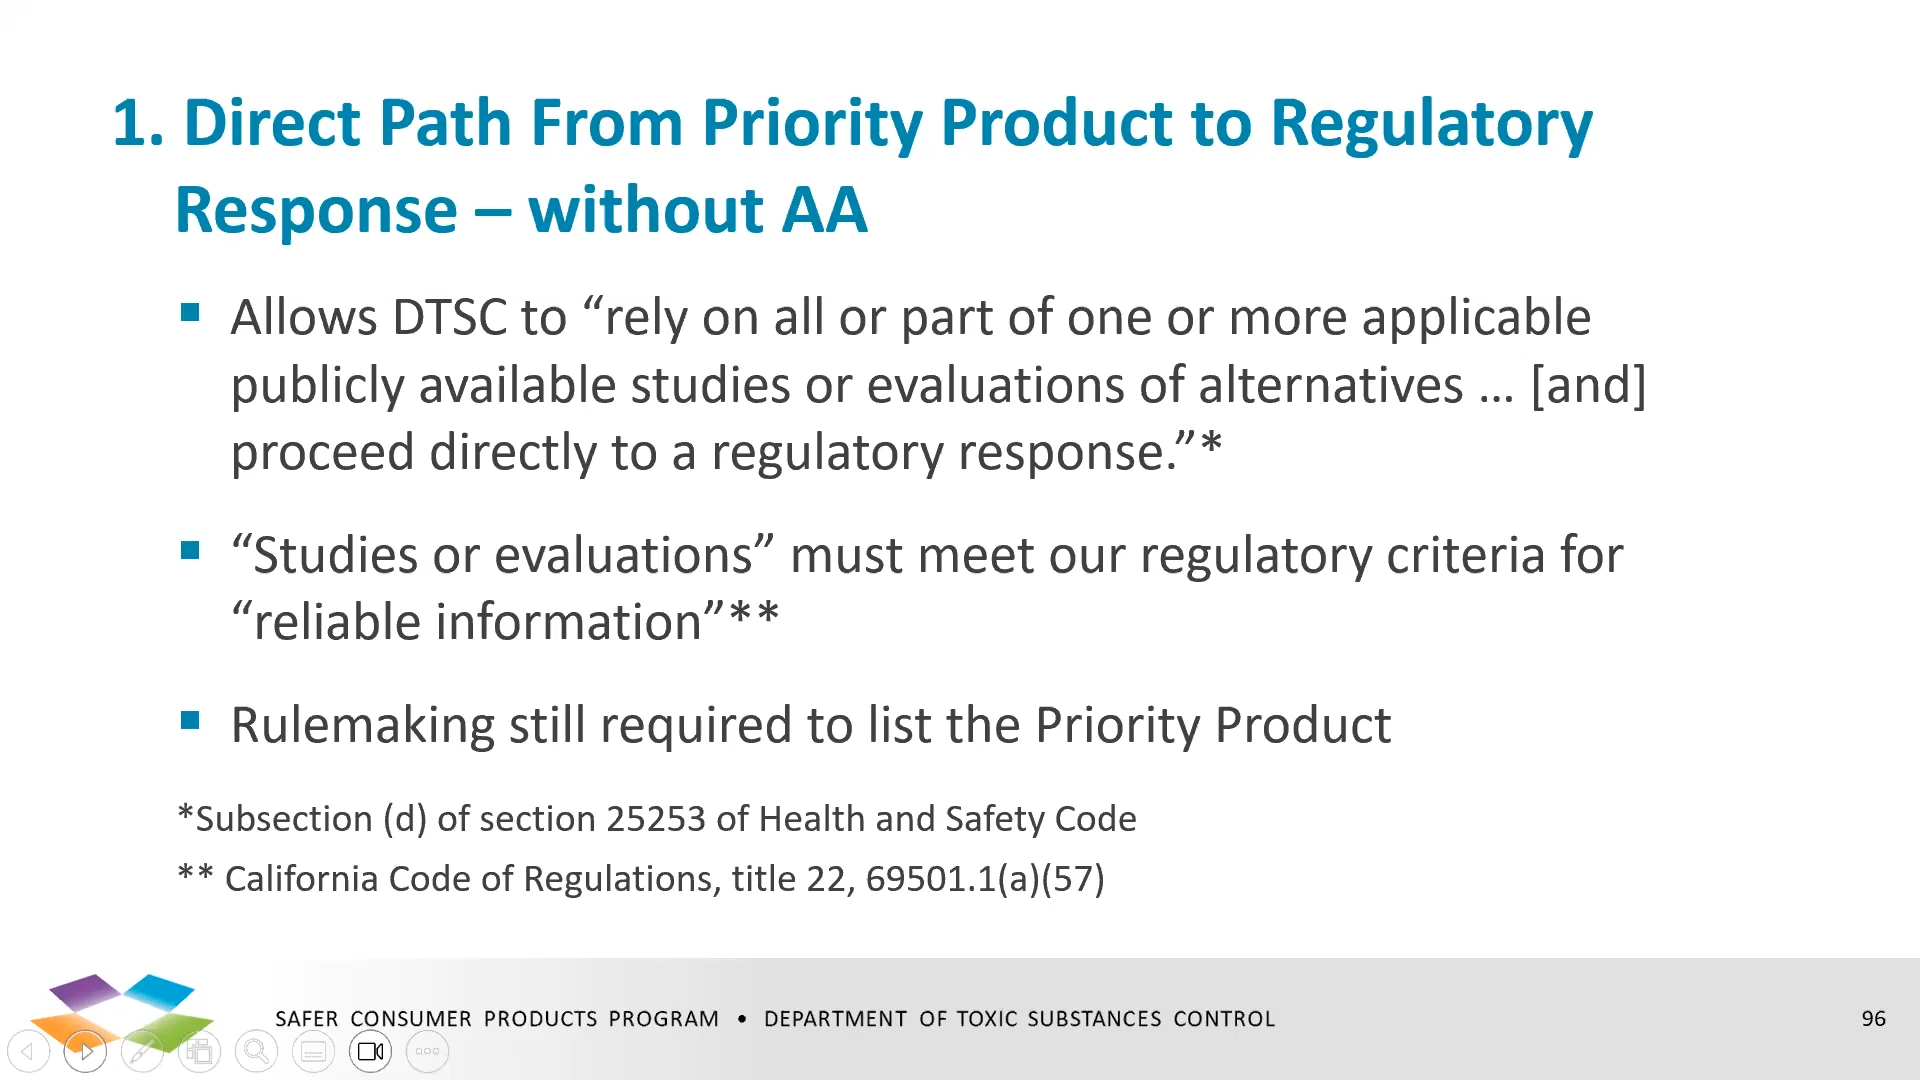 1. Direct Path From Priority Product to Regulatory
Response – without AA
▪ Allows DTSC to “rely on all or part of one or more applicable
publicly available studies or evaluations of alternatives … [and]
proceed directly to a regulatory response.”*
▪ “Studies or evaluations” must meet our regulatory criteria for
“reliable information”**
▪ Rulemaking still required to list the Priority Product
*Subsection (d) of section 25253 of Health and Safety Code
** California Code of Regulations, title 22, 69501.1(a)(57)
SAFER CONSUMER PRODUCTS PROGRAM • DEPARTMENT OF TOXIC SUBSTANCES CONTROL
96